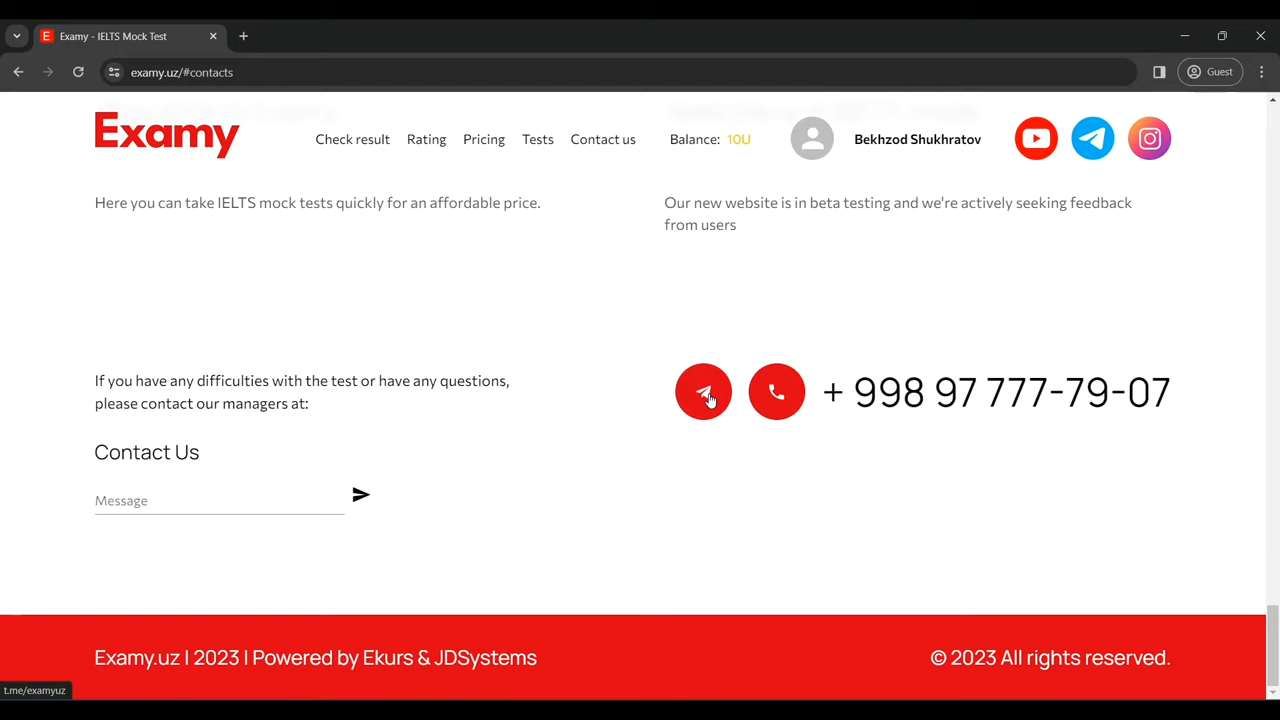 Examy - IELTS Mock Test
examy.uz/#contacts
Guest
Examy
Check result
Rating
Pricing
Tests
Contact us
Balance: 10U
Bekhzod Shukhratov
Here you can take IELTS mock tests quickly for an affordable price.
Our new website is in beta testing and we're actively seeking feedback
from users
If you have any difficulties with the test or have any questions,
please contact our managers at:
+ 998 97 777-79-07
Contact Us
Message
Examy.uz | 2023 | Powered by Ekurs & JDSystems
© 2023 All rights reserved.
t.me/examyuz